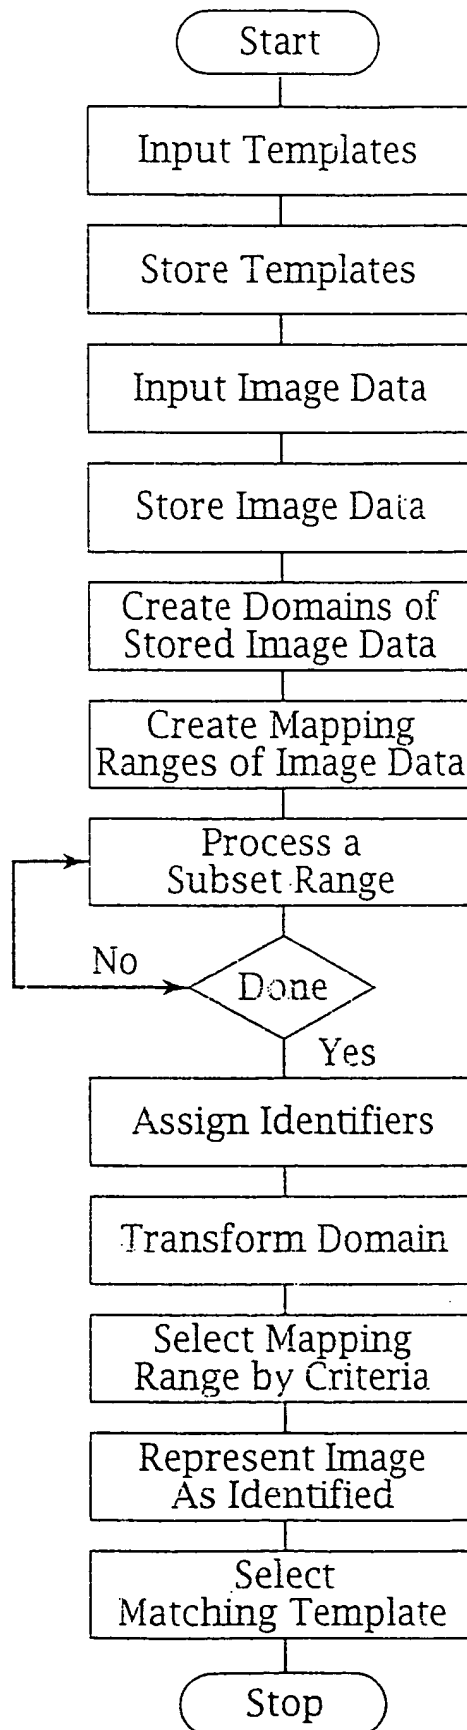 Start
Input Templates
Store Templates
Input Image Data
Store Image Data
Create Domains of
Stored Image Data
Create Mapping
Ranges of Image Data
Process a
Subset Range
No
Done
Yes
Assign Identifiers
Transform Domain
Select Mapping
Range by Criteria
Represent Image
As Identified
Select
Matching Template
Stop